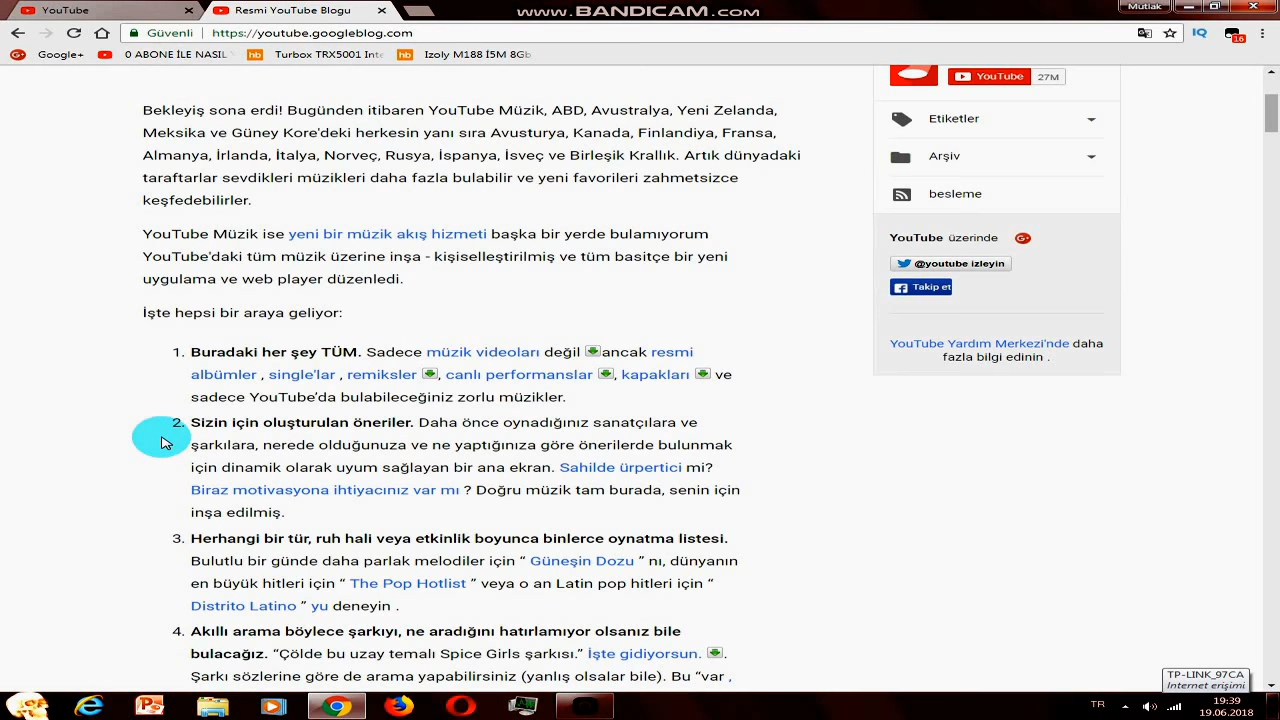 YouTube
Resmi YouTube Blogu
www.BANDICAM.com
Mutlak
Güvenli
https://youtube.googleblog.com
IQ
16
Google+
0 ABONE İLE NASIL
Turbox TRX5001 Inte
Izoly M188 İ5M 8Gb
Bekleyiş sona erdi! Bugünden itibaren YouTube Müzik, ABD, Avustralya, Yeni Zelanda,
Meksika ve Güney Kore'deki herkesin yanı sıra Avusturya, Kanada, Finlandiya, Fransa,
Almanya, İrlanda, İtalya, Norveç, Rusya, İspanya, İsveç ve Birleşik Krallık. Artık dünyadaki
taraftarlar sevdikleri müzikleri daha fazla bulabilir ve yeni favorileri zahmetsizce
keşfedebilirler.
YouTube Müzik ise yeni bir müzik akış hizmeti başka bir yerde bulamıyorum
YouTube'daki tüm müzik üzerine inşa - kişiselleştirilmiş ve tüm basitçe bir yeni
uygulama ve web player düzenledi.
İşte hepsi bir araya geliyor:
1. Buradaki her şey TÜM. Sadece müzik videoları değil ancak resmi
albümler , single'lar , remiksler , canlı performanslar , kapakları ve
sadece YouTube'da bulabileceğiniz zorlu müzikler.
2. Sizin için oluşturulan öneriler. Daha önce oynadığınız sanatçılara ve
şarkılara, nerede olduğunuza ve ne yaptığınıza göre önerilerde bulunmak
için dinamik olarak uyum sağlayan bir ana ekran. Sahilde ürpertici mi?
Biraz motivasyona ihtiyacınız var mı ? Doğru müzik tam burada, senin için
inşa edilmiş.
3. Herhangi bir tür, ruh hali veya etkinlik boyunca binlerce oynatma listesi.
Bulutlu bir günde daha parlak melodiler için “ Güneşin Dozu ” nı, dünyanın
en büyük hitleri için “ The Pop Hotlist ” veya o an Latin pop hitleri için “
Distrito Latino ” yu deneyin .
4. Akıllı arama böylece şarkıyı, ne aradığını hatırlamıyor olsanız bile
bulacağız. “Çölde bu uzay temalı Spice Girls şarkısı.” İşte gidiyorsun. .
Şarkı sözlerine göre de arama yapabilirsiniz (yanlış olsalar bile). Bu “var ,
YouTube
27M
Etiketler
Arşiv
besleme
YouTube üzerinde
@youtube izleyin
Takip et
YouTube Yardım Merkezi'nde daha
fazla bilgi edinin .
TP-LINK_97CA
Internet erişimi
TR
19:39
19.06.2018